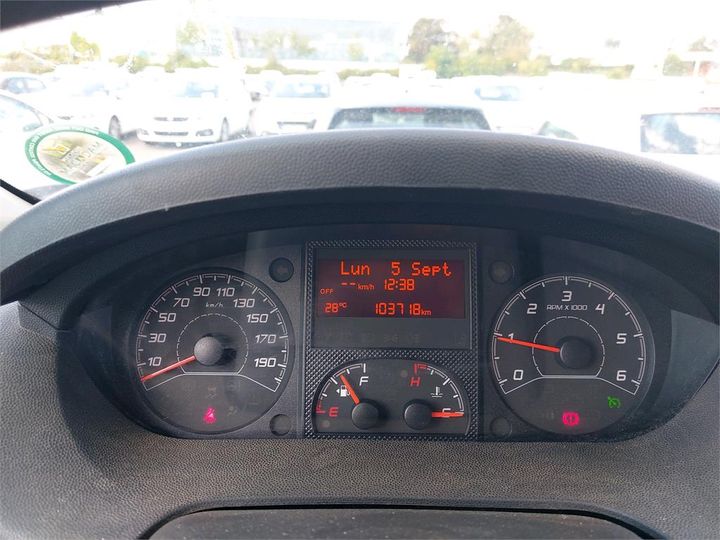 Lun 5 Sept
-- km/h 12:38
OFF
28°C 103718 km
10 30 50 70 90 110 130 150 170 190
km/h
E F
H C
0 1 2 3 4 5 6
RPM X 1000